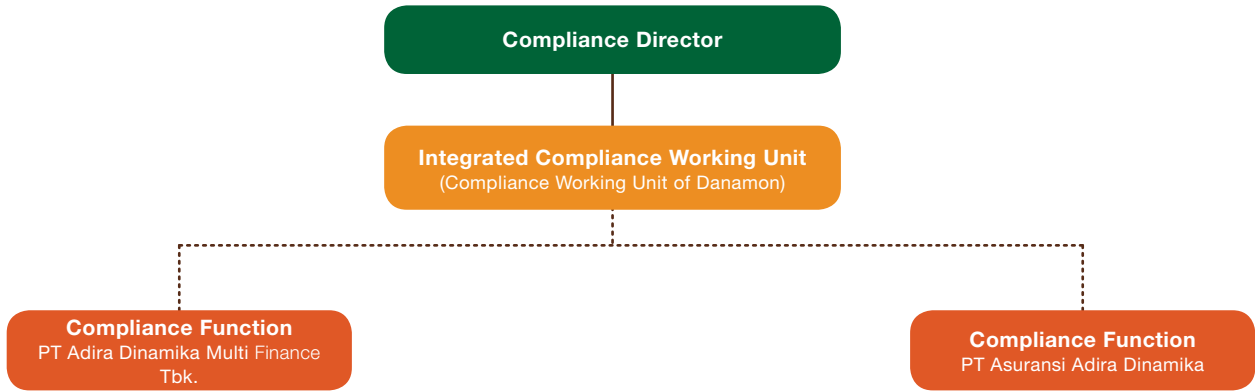 Compliance Director
Integrated Compliance Working Unit
(Compliance Working Unit of Danamon)
Compliance Function
PT Adira Dinamika Multi Finance
Tbk.
Compliance Function
PT Asuransi Adira Dinamika